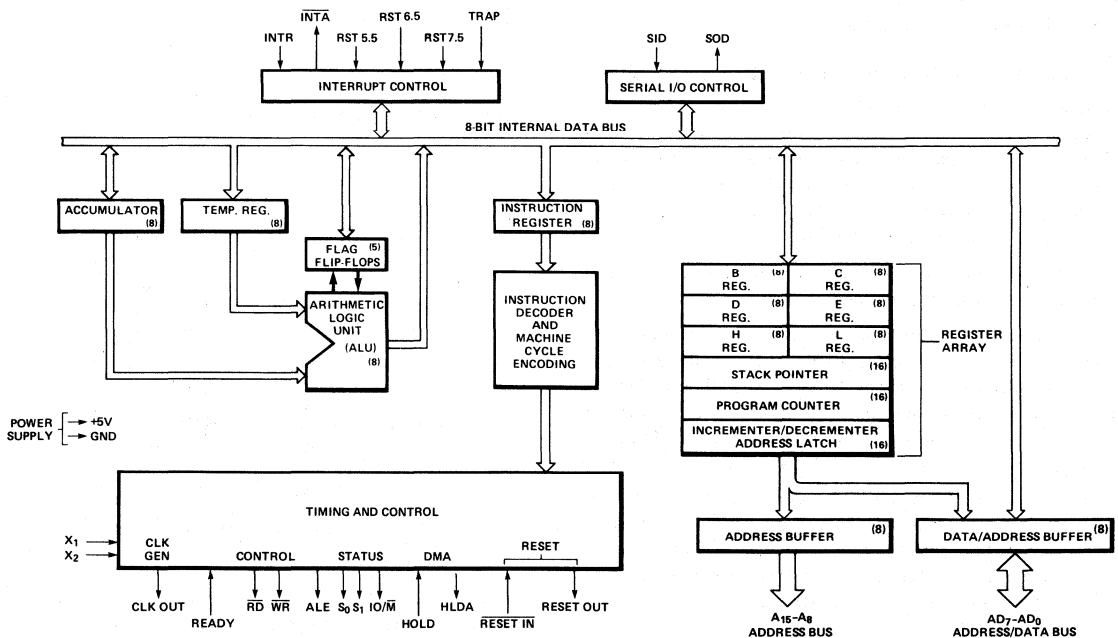 INTA
RST 6.5
TRAP
INTR
RST 5.5
RST 7.5
SID
SOD
INTERRUPT CONTROL
SERIAL I/O CONTROL
8-BIT INTERNAL DATA BUS
ACCUMULATOR
(8)
TEMP. REG.
(8)
INSTRUCTION
REGISTER (8)
FLAG (5)
FLIP-FLOPS
ARITHMETIC
LOGIC
UNIT
(ALU)
(8)
INSTRUCTION
DECODER
AND
MACHINE
CYCLE
ENCODING
B (8)
REG.
C (8)
REG.
D (8)
REG.
E (8)
REG.
H (8)
REG.
L (8)
REG.
STACK POINTER (16)
PROGRAM COUNTER (16)
INCREMENTER/DECREMENTER
ADDRESS LATCH (16)
REGISTER
ARRAY
POWER
SUPPLY
+5V
GND
TIMING AND CONTROL
X1
X2
CLK
GEN
CONTROL
STATUS
DMA
RESET
CLK OUT
READY
RD
WR
ALE
S0
S1
IO/M
HOLD
HLDA
RESET IN
RESET OUT
ADDRESS BUFFER (8)
DATA/ADDRESS BUFFER (8)
A15-A8
ADDRESS BUS
AD7-AD0
ADDRESS/DATA BUS